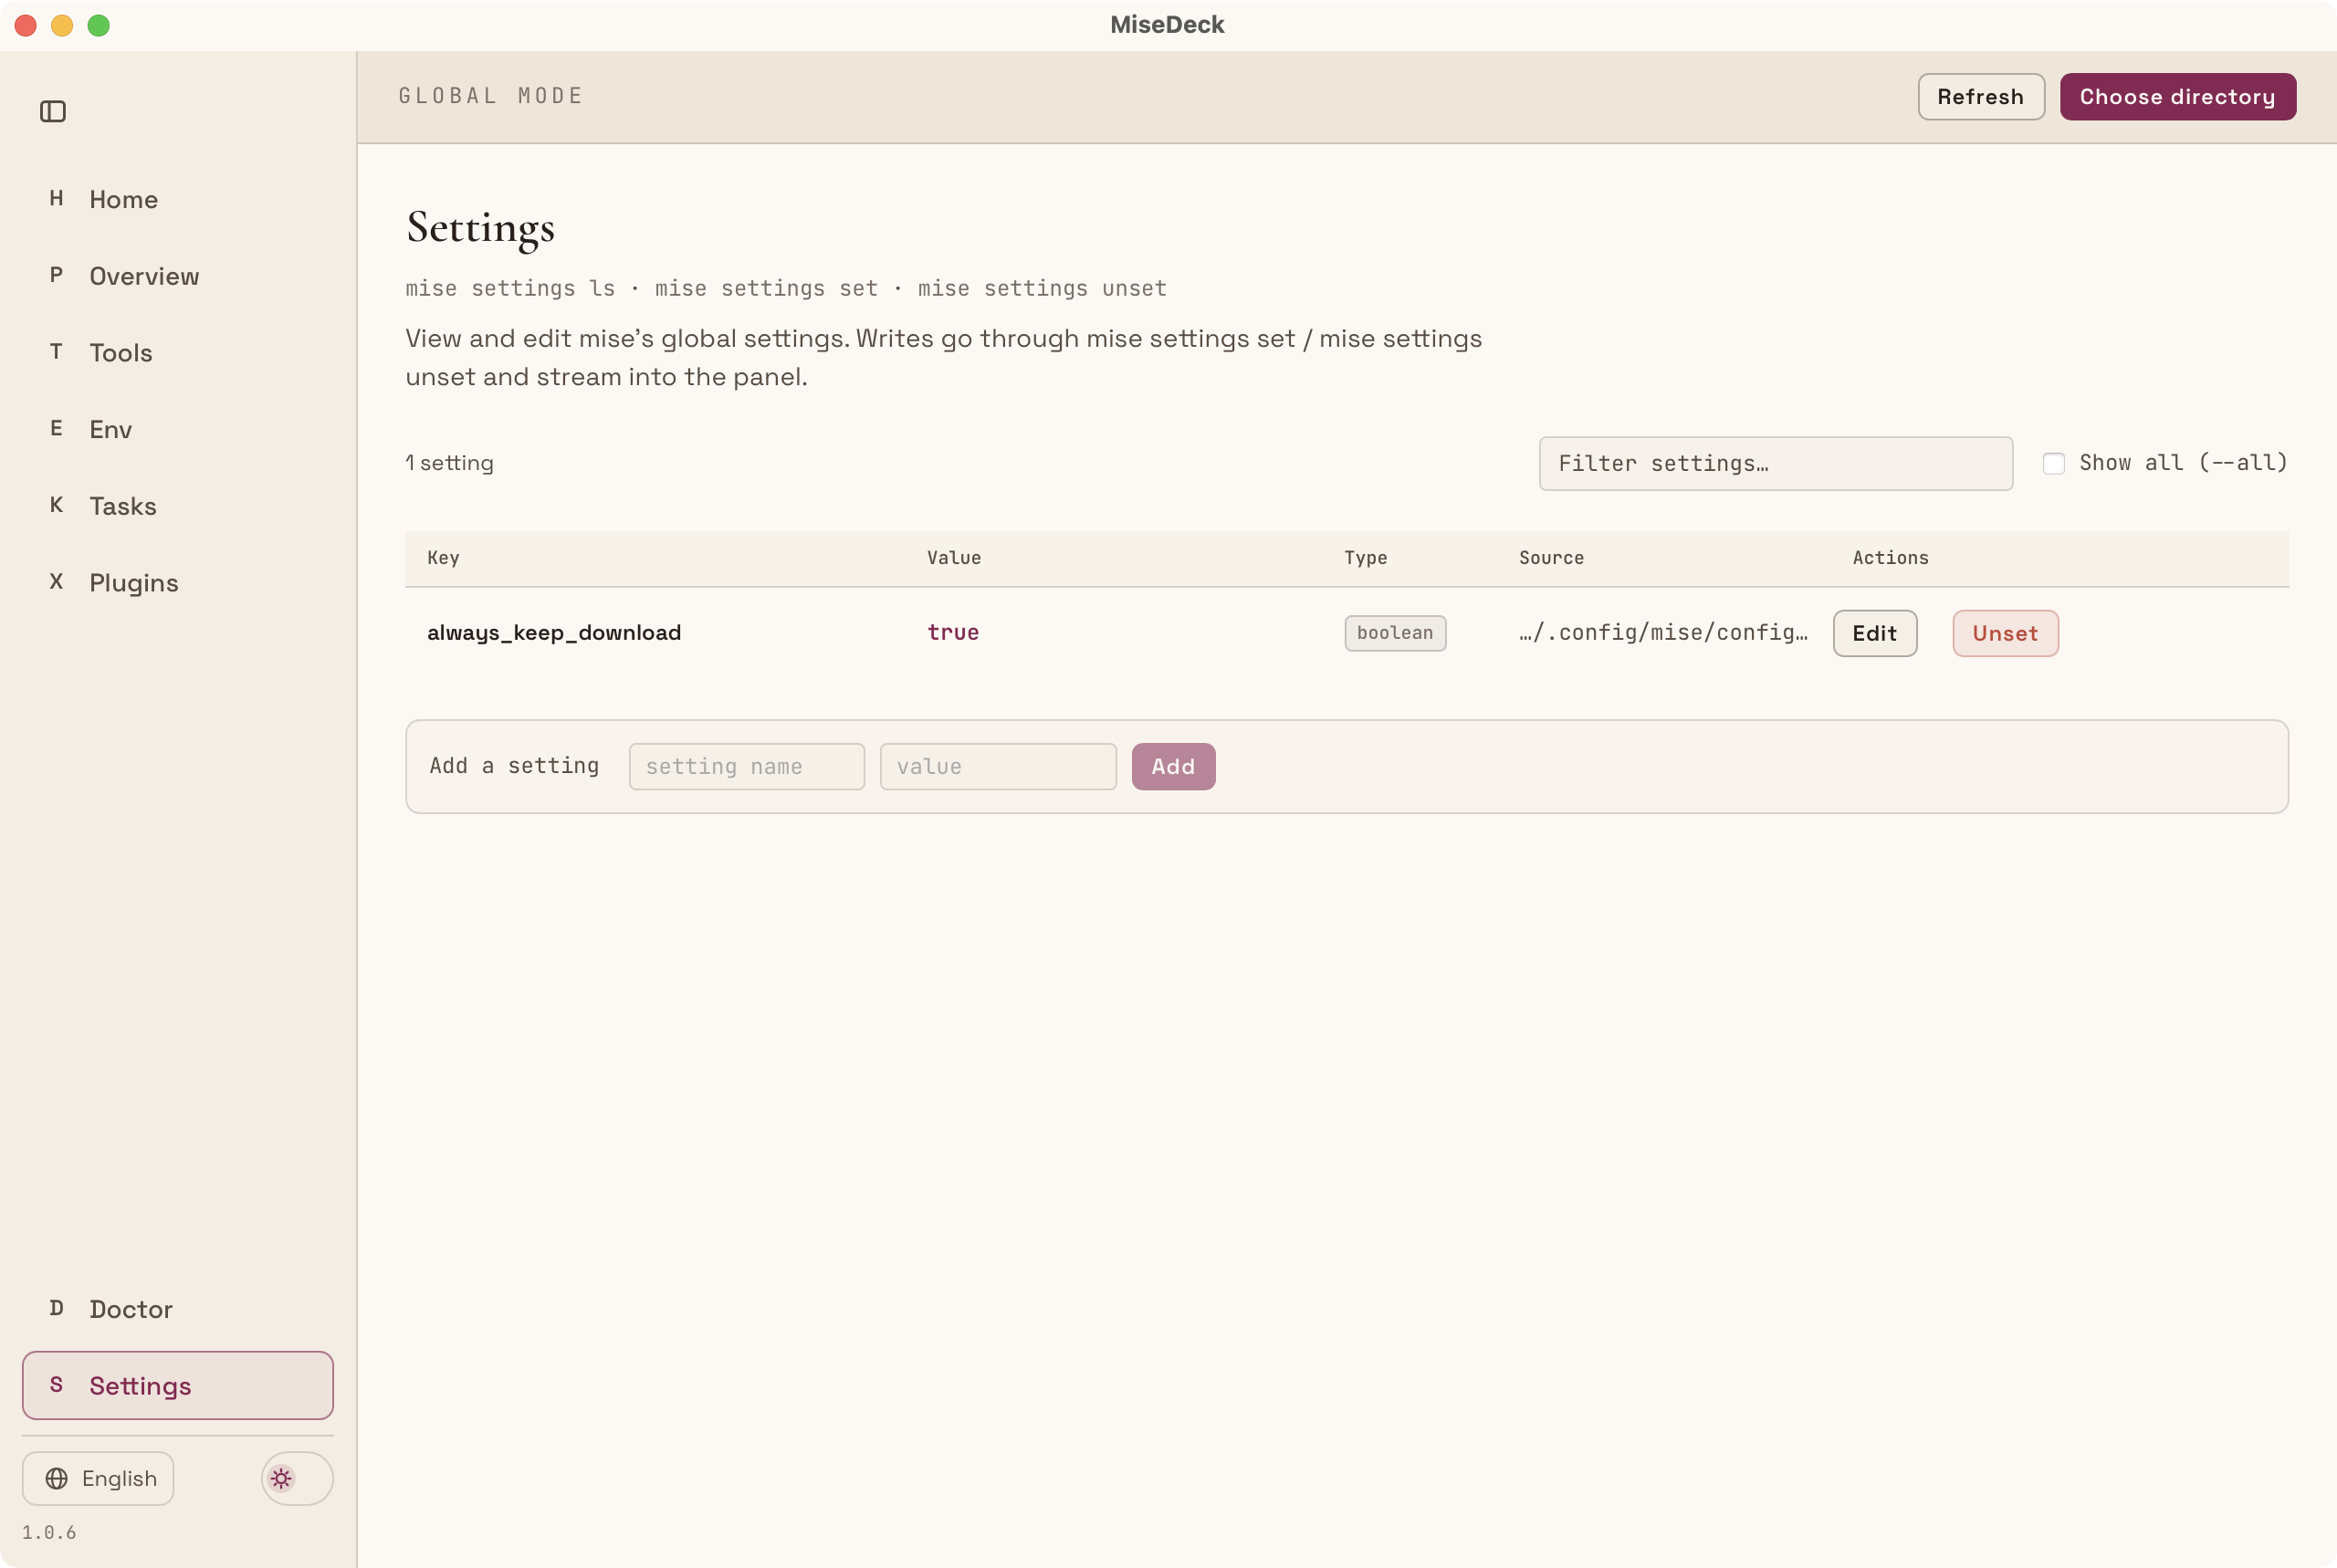 MiseDeck
GLOBAL MODE
Refresh
Choose directory
H Home
P Overview
T Tools
E Env
K Tasks
X Plugins
D Doctor
S Settings
English
1.0.6
Settings
mise settings ls · mise settings set · mise settings unset
View and edit mise’s global settings. Writes go through mise settings set / mise settings
unset and stream into the panel.
1 setting
Filter settings…
Show all (--all)
Key Value Type Source Actions
always_keep_download true boolean …/.config/mise/config… Edit Unset
Add a setting setting name value Add